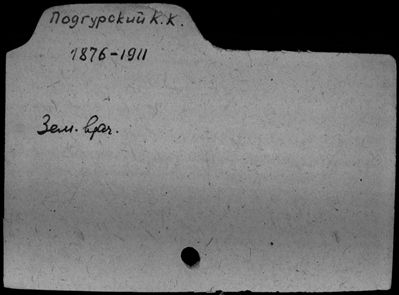 Подгурский К.К.
1876-1911
Зем. врач.